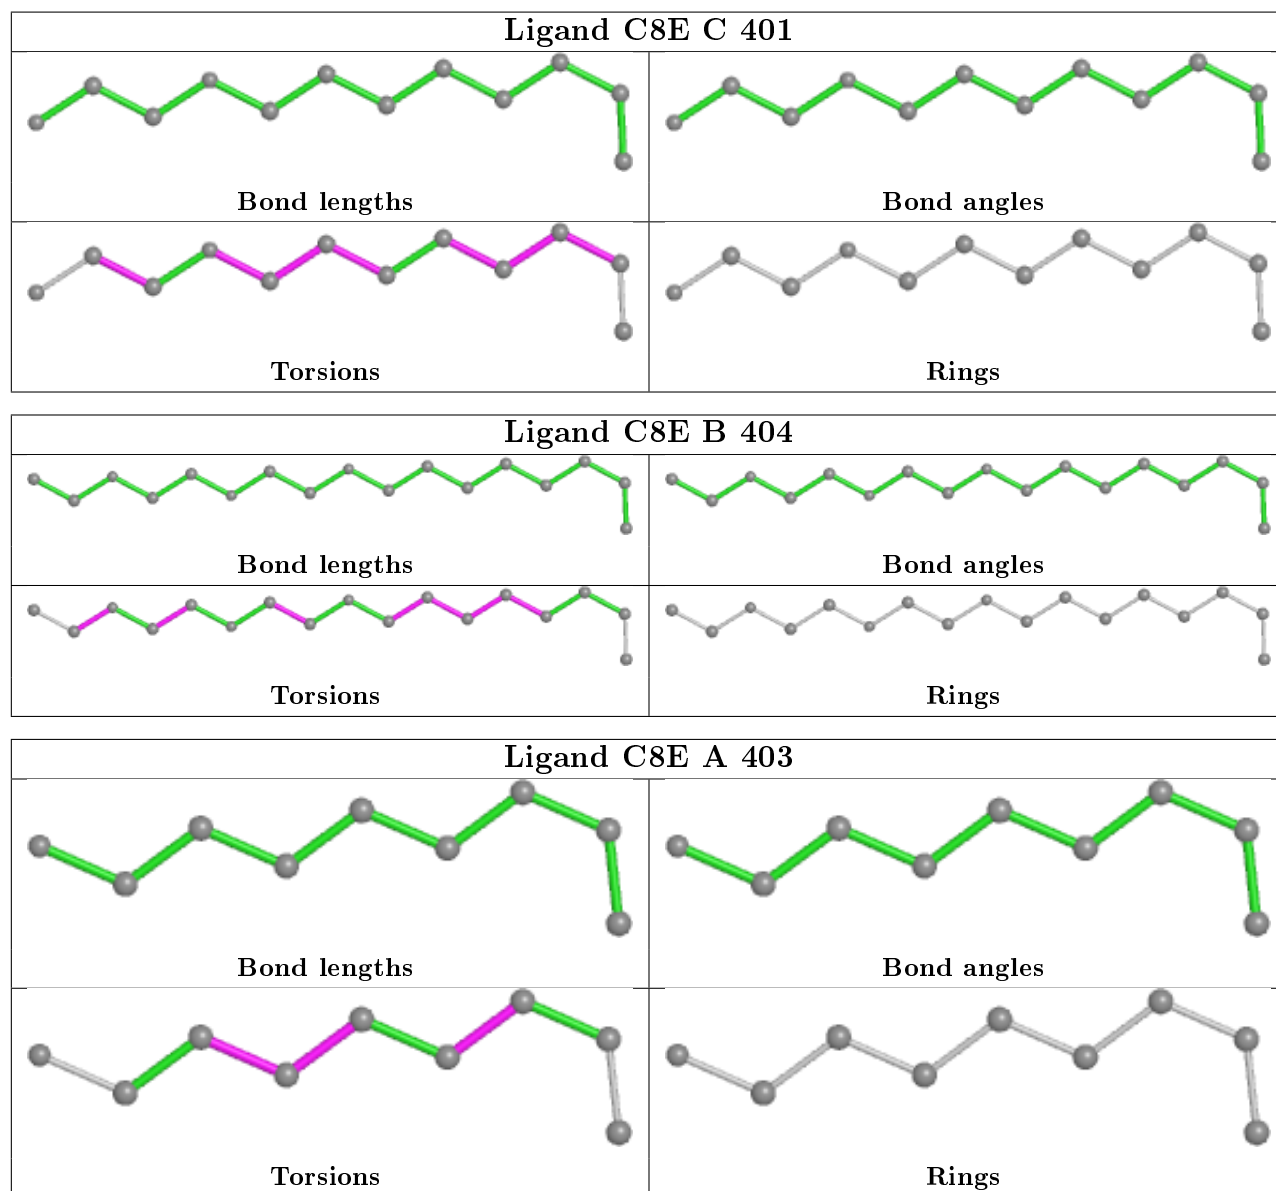 Ligand C8E C 401
Bond lengths
Bond angles
Torsions
Rings
Ligand C8E B 404
Bond lengths
Bond angles
Torsions
Rings
Ligand C8E A 403
Bond lengths
Bond angles
Torsions
Rings